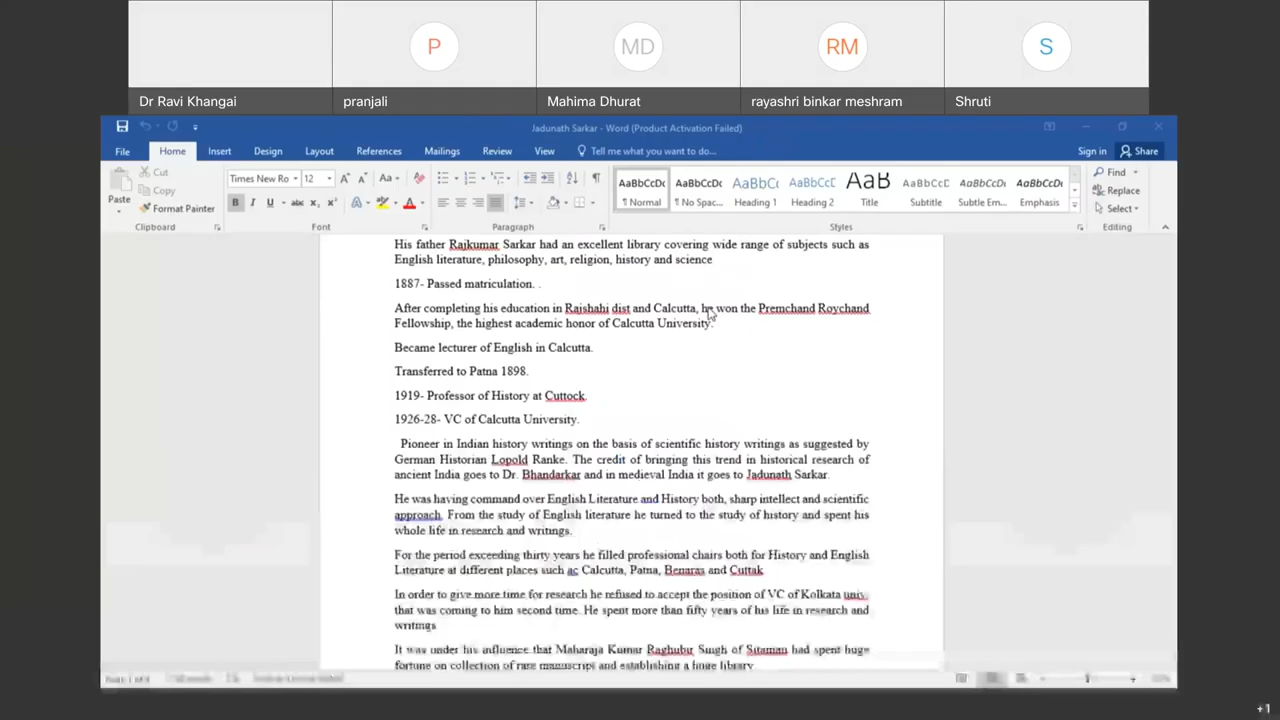 P
MD
RM
S
Dr Ravi Khangai
pranjali
Mahima Dhurat
rayashri binkar meshram
Shruti
Jadunath Sarkar - Word (Product Activation Failed)
File Home Insert Design Layout References Mailings Review View Tell me what you want to do... Sign in Share
Paste
Cut
Copy
Format Painter
Clipboard
Times New Ro 12
Font
Paragraph
AaBbCcDc AaBbCcDc AaBbC AaBbCc AaB AaBbCcD AaBbCcDc AaBbCcDc
¶ Normal ¶ No Spac... Heading 1 Heading 2 Title Subtitle Subtle Em... Emphasis
Styles
Find
Replace
Select
Editing
His father Rajkumar Sarkar had an excellent library covering wide range of subjects such as
English literature, philosophy, art, religion, history and science
1887- Passed matriculation. .
After completing his education in Rajshahi dist and Calcutta, he won the Premchand Roychand
Fellowship, the highest academic honor of Calcutta University.
Became lecturer of English in Calcutta.
Transferred to Patna 1898.
1919- Professor of History at Cuttock.
1926-28- VC of Calcutta University.
Pioneer in Indian history writings on the basis of scientific history writings as suggested by
German Historian Lopold Ranke. The credit of bringing this trend in historical research of
ancient India goes to Dr. Bhandarkar and in medieval India it goes to Jadunath Sarkar.
He was having command over English Literature and History both, sharp intellect and scientific
approach. From the study of English literature he turned to the study of history and spent his
whole life in research and writings.
For the period exceeding thirty years he filled professional chairs both for History and English
Literature at different places such as Calcutta, Patna, Benaras and Cuttak
In order to give more time for research he refused to accept the position of VC of Kolkata univ.
that was coming to him second time. He spent more than fifty years of his life in research and
writings
It was under his influence that Maharaja Kumar Raghubir Singh of Sitaman had spent huge
fortune on collection of rare manuscript and establishing a huge library
+1